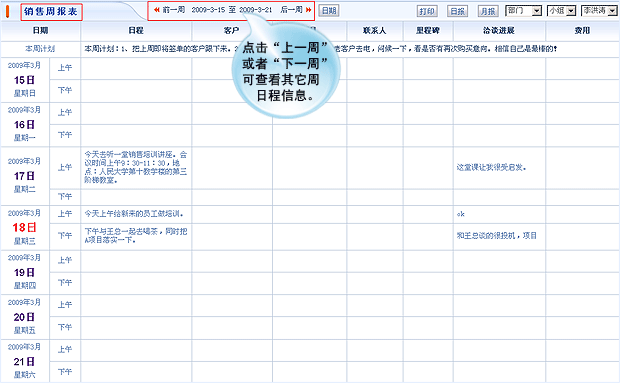 销售周报表
前一周 2009-3-15 至 2009-3-21 后一周 日期 打印 日报 月报 部门 小组 李洪涛
日期 日程 客户 联系人 里程碑 洽谈进展 费用
本周计划 本周计划:1、把上周即将签单的客户跟下来。2 客户去电,问候一下,看是否有再次购买意向。相信自己是最棒的!
点击“上一周”
或者“下一周”
可查看其它周
日程信息。
2009年3月
15日
星期日
上午
下午
2009年3月
16日
星期一
上午
下午
2009年3月
17日
星期二
上午
今天去听一堂销售培训讲座。会
议时间上午9:30-11:30,地
点:人民大学第十教学楼的第三
阶梯教室。
这堂课让我很受启发。
下午
2009年3月
18日
星期三
上午
今天上午给新来的员工做培训。
ok
下午
下午与王总一起去喝茶,同时把
A项目落实一下。
和王总谈的很投机,项目
2009年3月
19日
星期四
上午
下午
2009年3月
20日
星期五
上午
下午
2009年3月
21日
星期六
上午
下午